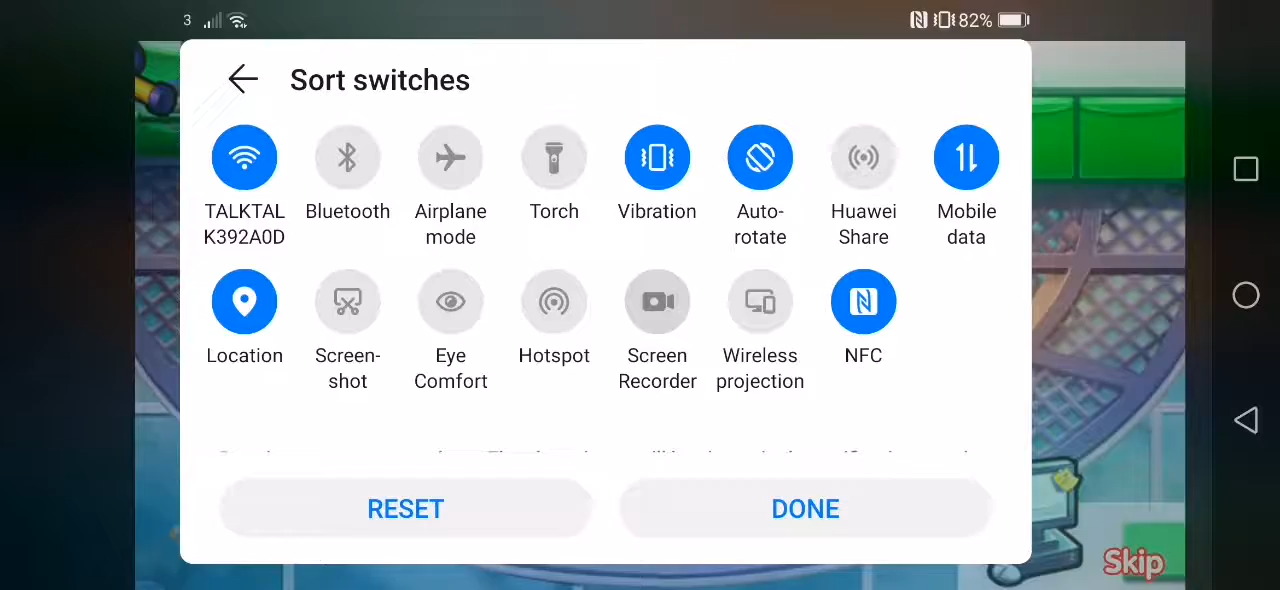 3
82%
Sort switches
TALKTAL
K392A0D
Bluetooth
Airplane
mode
Torch
Vibration
Auto-
rotate
Huawei
Share
Mobile
data
Location
Screen-
shot
Eye
Comfort
Hotspot
Screen
Recorder
Wireless
projection
NFC
RESET
DONE
Skip